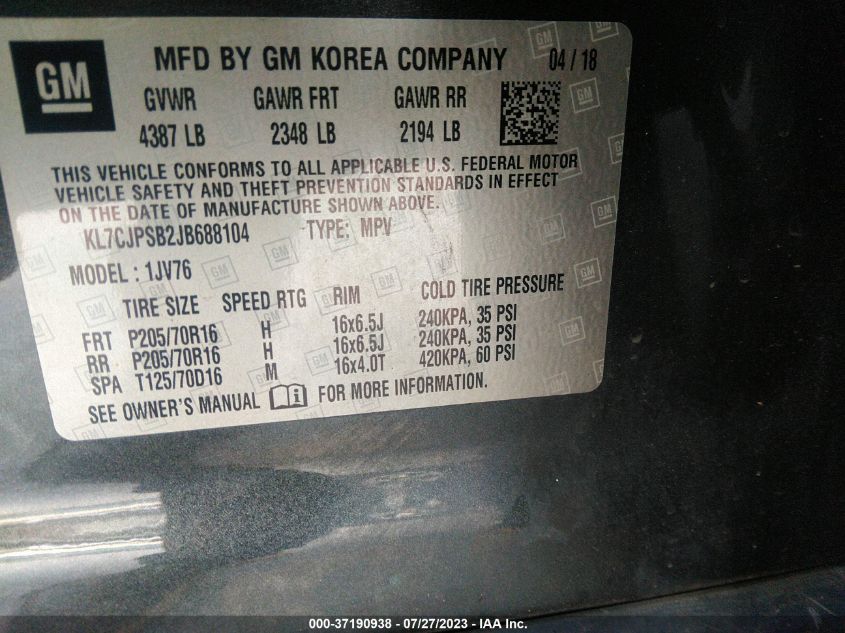 GM MFD BY GM KOREA COMPANY 04 / 18
GVWR GAWR FRT GAWR RR
4387 LB 2348 LB 2194 LB
THIS VEHICLE CONFORMS TO ALL APPLICABLE U.S. FEDERAL MOTOR
VEHICLE SAFETY AND THEFT PREVENTION STANDARDS IN EFFECT
ON THE DATE OF MANUFACTURE SHOWN ABOVE.
KL7CJPSB2JB688104 TYPE: MPV
MODEL : 1JV76
TIRE SIZE SPEED RTG RIM COLD TIRE PRESSURE
FRT P205/70R16 H 16x6.5J 240KPA, 35 PSI
RR P205/70R16 H 16x6.5J 240KPA, 35 PSI
SPA T125/70D16 M 16x4.0T 420KPA, 60 PSI
SEE OWNER'S MANUAL i FOR MORE INFORMATION.
000-37190938 - 07/27/2023 - IAA Inc.